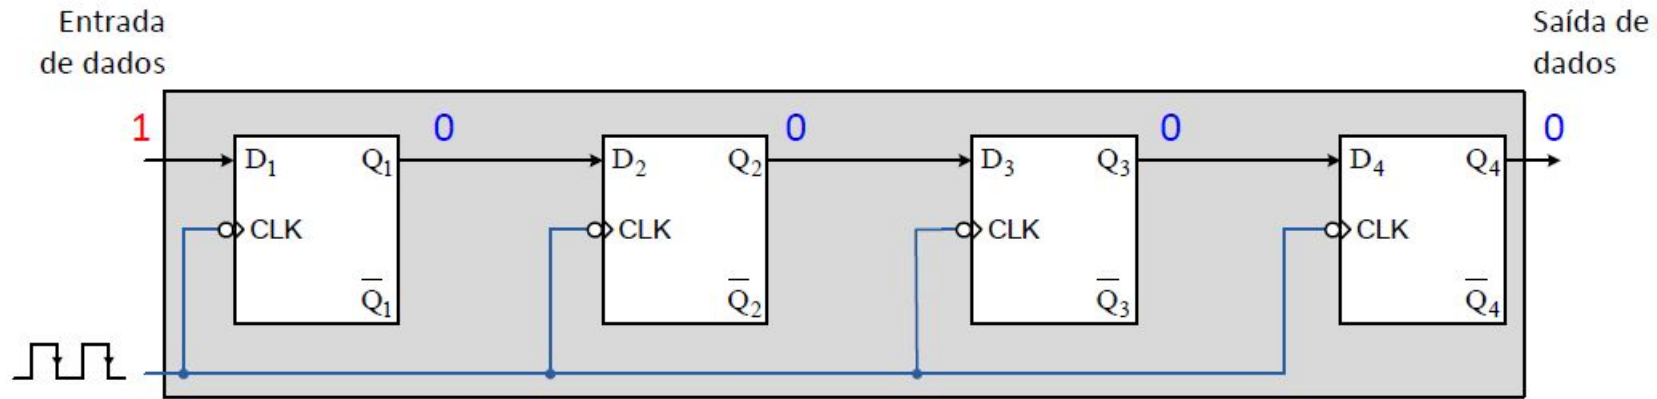 Entrada
de dados
Saída de
dados
1 0 0 0 0
D₁ Q₁ D₂ Q₂ D₃ Q₃ D₄ Q₄
CLK CLK CLK CLK
Q̅₁ Q̅₂ Q̅₃ Q̅₄